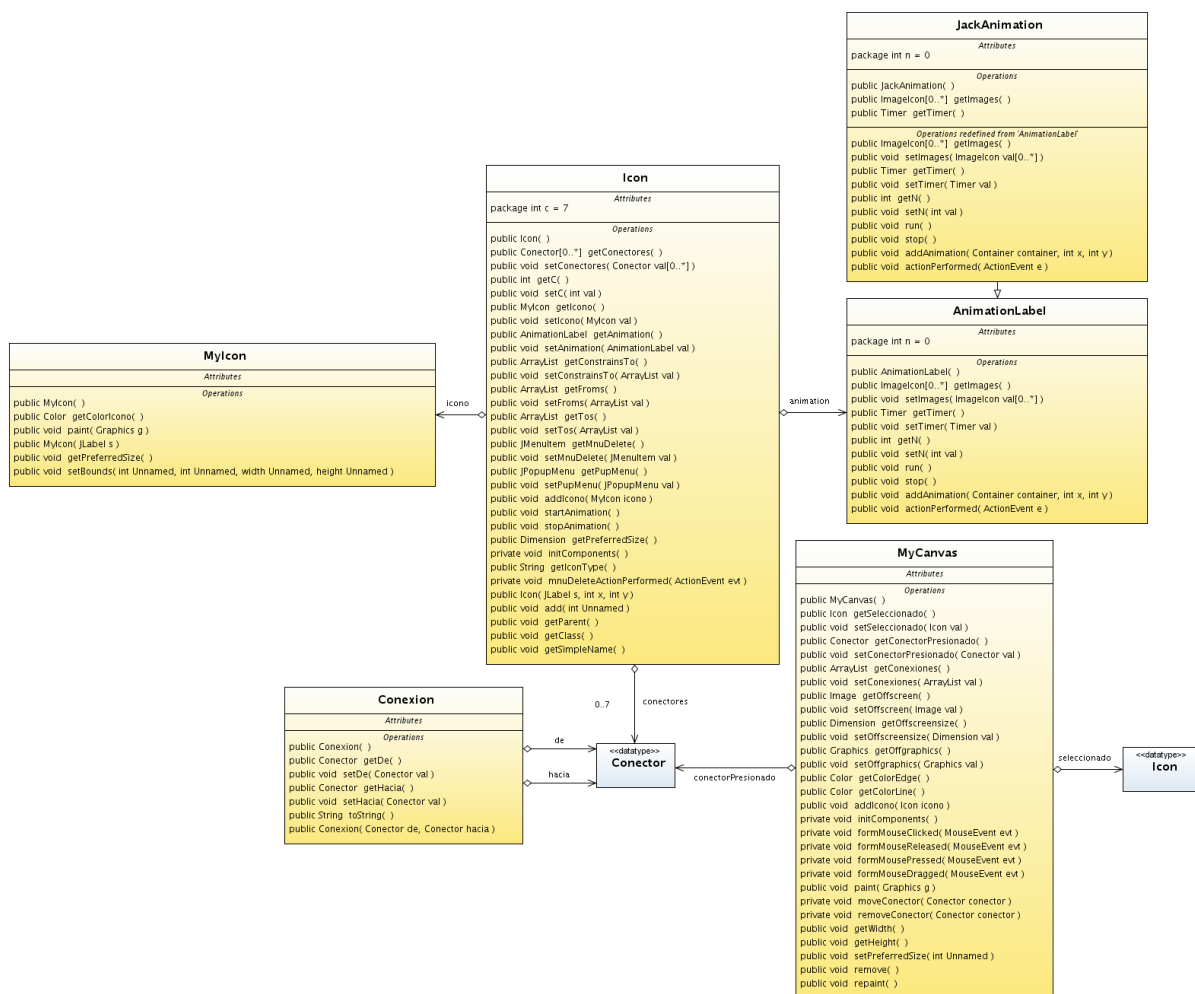 JackAnimation
Attributes
package int n = 0
Operations
public JackAnimation( )
public ImageIcon[0..*] getImages( )
public Timer getTimer( )
Operations redefined from 'AnimationLabel'
public ImageIcon[0..*] getImages( )
public void setImages( ImageIcon val[0..*] )
public Timer getTimer( )
public void setTimer( Timer val )
public int getN( )
public void setN( int val )
public void run( )
public void stop( )
public void addAnimation( Container container, int x, int y )
public void actionPerformed( ActionEvent e )
Icon
Attributes
package int c = 7
Operations
public Icon( )
public Conector[0..*] getConectores( )
public void setConectores( Conector val[0..*] )
public int getC( )
public void setC( int val )
public MyIcon getIcono( )
public void setIcono( MyIcon val )
public AnimationLabel getAnimation( )
public void setAnimation( AnimationLabel val )
public ArrayList getConstrainsTo( )
public void setConstrainsTo( ArrayList val )
public ArrayList getFroms( )
public void setFroms( ArrayList val )
public ArrayList getTos( )
public void setTos( ArrayList val )
public JMenuItem getMnuDelete( )
public void setMnuDelete( JMenuItem val )
public JPopupMenu getPupMenu( )
public void setPupMenu( JPopupMenu val )
public void addIcono( MyIcon icono )
public void startAnimation( )
public void stopAnimation( )
public Dimension getPreferredSize( )
private void initComponents( )
public String getIconType( )
private void mnuDeleteActionPerformed( ActionEvent evt )
public Icon( JLabel s, int x, int y )
public void add( int Unnamed )
public void getParent( )
public void getClass( )
public void getSimpleName( )
AnimationLabel
Attributes
package int n = 0
Operations
public AnimationLabel( )
public ImageIcon[0..*] getImages( )
public void setImages( ImageIcon val[0..*] )
public Timer getTimer( )
public void setTimer( Timer val )
public int getN( )
public void setN( int val )
public void run( )
public void stop( )
public void addAnimation( Container container, int x, int y )
public void actionPerformed( ActionEvent e )
MyIcon
Attributes
Operations
public MyIcon( )
public Color getColorIcono( )
public void paint( Graphics g )
public MyIcon( JLabel s )
public void getPreferredSize( )
public void setBounds( int Unnamed, int Unnamed, width Unnamed, height Unnamed )
icono
animation
MyCanvas
Attributes
Operations
public MyCanvas( )
public Icon getSeleccionado( )
public void setSeleccionado( Icon val )
public Conector getConectorPresionado( )
public void setConectorPresionado( Conector val )
public ArrayList getConexiones( )
public void setConexiones( ArrayList val )
public Image getOffscreen( )
public void setOffscreen( Image val )
public Dimension getOffscreensize( )
public void setOffscreensize( Dimension val )
public Graphics getOffgraphics( )
public void setOffgraphics( Graphics val )
public Color getColorEdge( )
public Color getColorLine( )
public void addIcono( Icon icono )
private void initComponents( )
private void formMouseClicked( MouseEvent evt )
private void formMouseReleased( MouseEvent evt )
private void formMousePressed( MouseEvent evt )
private void formMouseDragged( MouseEvent evt )
public void paint( Graphics g )
private void moveConector( Conector conector )
private void removeConector( Conector conector )
public void getWidth( )
public void getHeight( )
public void setPreferredSize( int Unnamed )
public void remove( )
public void repaint( )
Conexion
Attributes
Operations
public Conexion( )
public Conector getDe( )
public void setDe( Conector val )
public Conector getHacia( )
public void setHacia( Conector val )
public String toString( )
public Conexion( Conector de, Conector hacia )
0..7
conectores
de
hacia
<<datatype>>
Conector
conectorPresionado
seleccionado
<<datatype>>
Icon